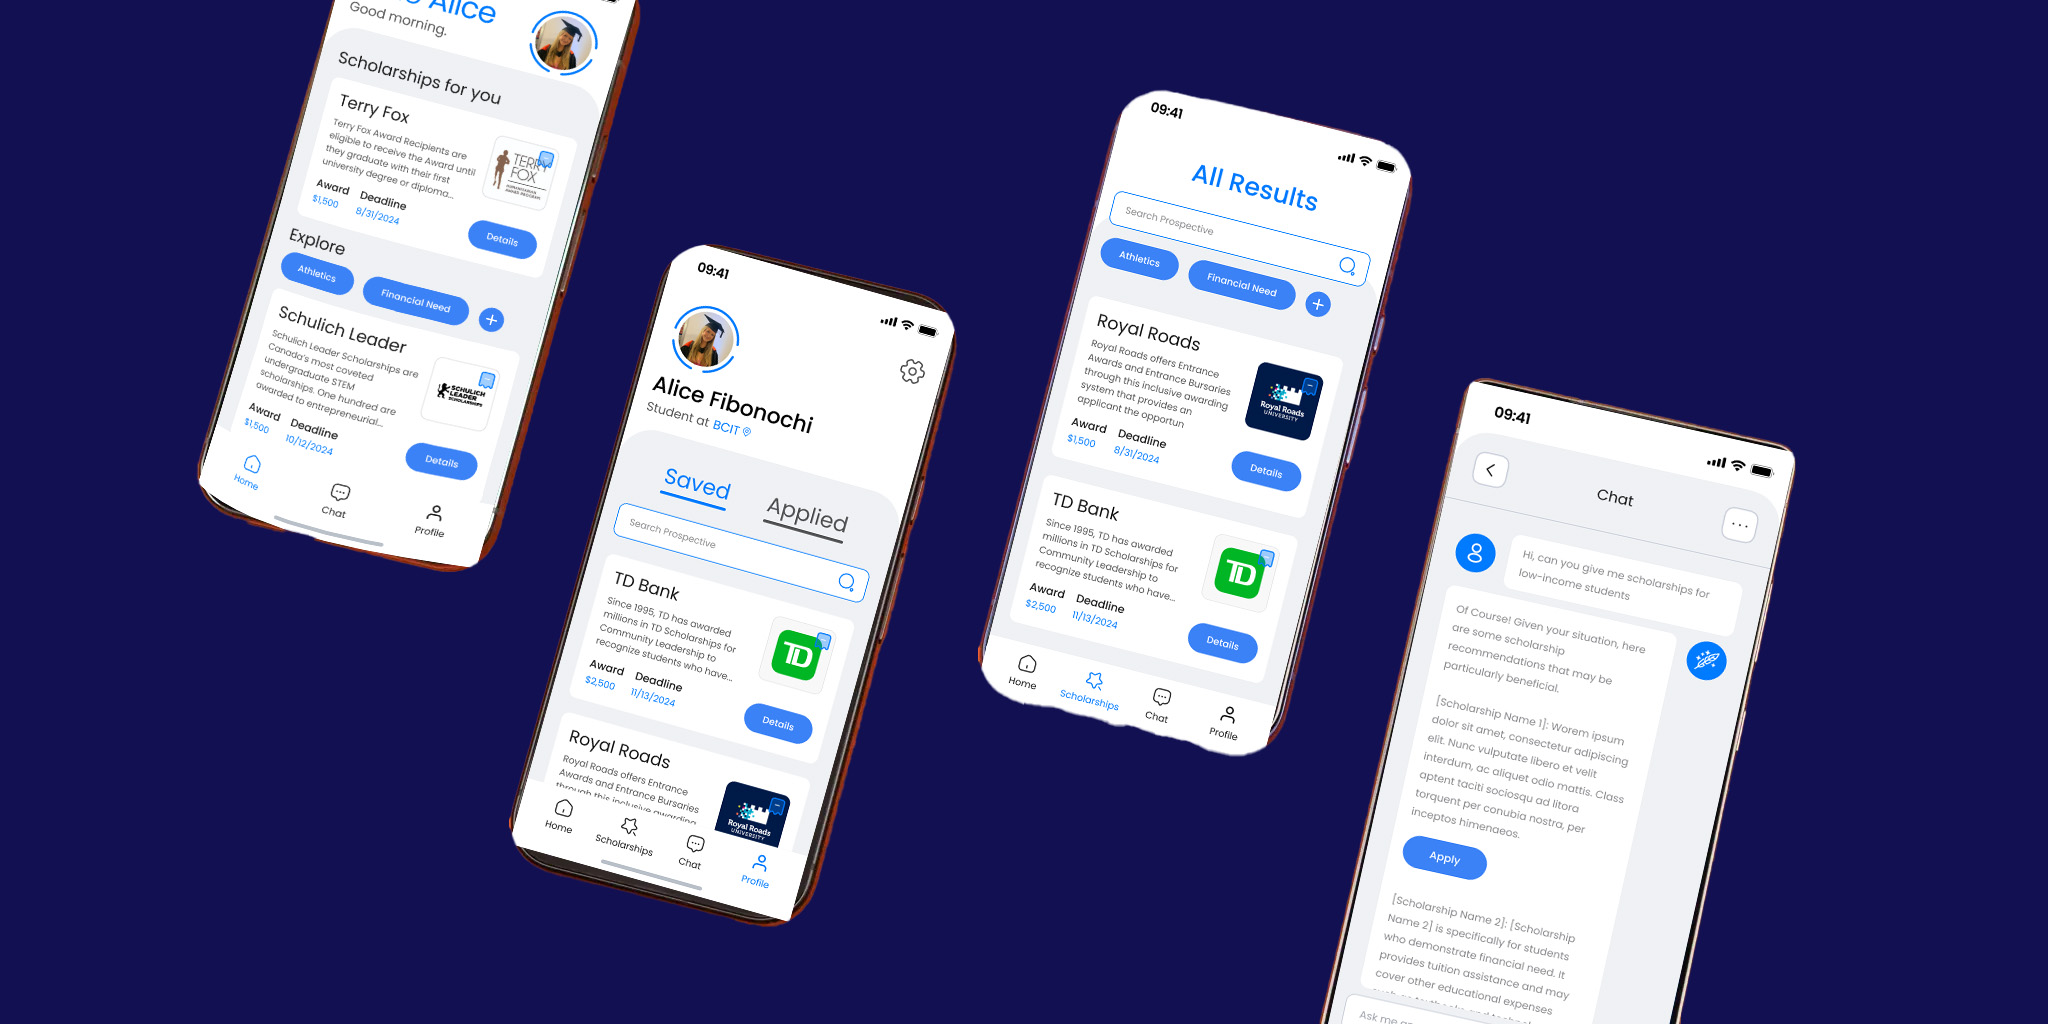 Alice
Good morning.
Scholarships for you
Terry Fox
Terry Fox Award Recipients are
eligible to receive the Award until
they graduate with their first
university degree or diploma...
TERRY
FOX
HUMANITARIAN
AWARD PROGRAM
Award Deadline
$1,500 8/31/2024
Details
Explore
Athletics
Financial Need
Schulich Leader
Schulich Leader Scholarships are
Canada's most coveted
undergraduate STEM
scholarships. One hundred are
awarded to entrepreneurial...
SCHULICH
LEADER
SCHOLARSHIPS
Award Deadline
$1,500 10/12/2024
Details
Home
Chat
Profile
09:41
Alice Fibonochi
Student at BCIT
Saved
Applied
Search Prospective
TD Bank
Since 1995, TD has awarded
millions in TD Scholarships for
Community Leadership to
recognize students who have...
TD
Award Deadline
$2,500 11/13/2024
Details
Royal Roads
Royal Roads offers Entrance
Awards and Entrance Bursaries
through this inclusive awarding
Royal Roads
UNIVERSITY
Home
Scholarships
Chat
Profile
09:41
All Results
Search Prospective
Athletics
Financial Need
Royal Roads
Royal Roads offers Entrance
Awards and Entrance Bursaries
through this inclusive awarding
system that provides an
applicant the opportun
Royal Roads
UNIVERSITY
Award Deadline
$1,500 8/31/2024
Details
TD Bank
Since 1995, TD has awarded
millions in TD Scholarships for
Community Leadership to
recognize students who have...
TD
Award Deadline
$2,500 11/13/2024
Details
Home
Scholarships
Chat
Profile
09:41
Chat
Hi, can you give me scholarships for
low-income students
Of Course! Given your situation, here
are some scholarship
recommendations that may be
particularly beneficial.
[Scholarship Name 1]: Worem ipsum
dolor sit amet, consectetur adipiscing
elit. Nunc vulputate libero et velit
interdum, ac aliquet odio mattis. Class
aptent taciti sociosqu ad litora
torquent per conubia nostra, per
inceptos himenaeos.
Apply
[Scholarship Name 2]: [Scholarship
Name 2] is specifically for students
who demonstrate financial need. It
provides tuition assistance and may
cover other educational expenses
Ask me